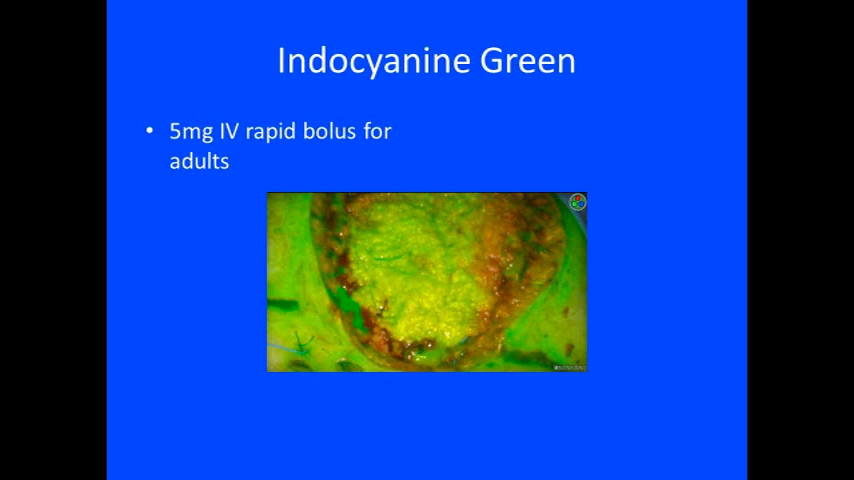 Indocyanine Green
• 5mg IV rapid bolus for
adults